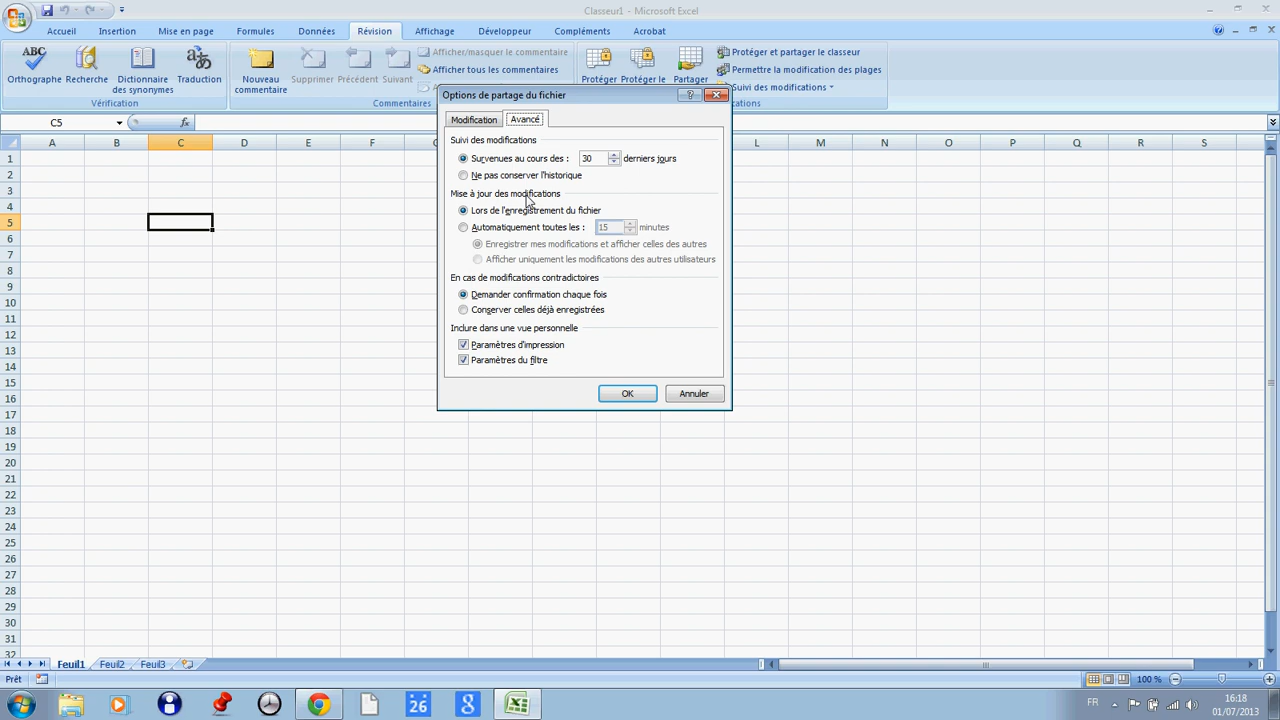 Classeur1 - Microsoft Excel
Accueil Insertion Mise en page Formules Données Révision Affichage Développeur Compléments Acrobat
ABC
Orthographe Recherche Dictionnaire des synonymes Traduction
Vérification
Nouveau commentaire Supprimer Précédent Suivant
Afficher/masquer le commentaire
Afficher tous les commentaires
A
Commentaires
Protéger Protéger le Partager
Protéger et partager le classeur
Permettre la modification des plages
Suivi des modifications
C5 fx
Options de partage du fichier
Modification Avancé
Suivi des modifications
Survenues au cours des : 30 derniers jours
Ne pas conserver l'historique
Mise à jour des modifications
Lors de l'enregistrement du fichier
Automatiquement toutes les : 15 minutes
Enregistrer mes modifications et afficher celles des autres
Afficher uniquement les modifications des autres utilisateurs
En cas de modifications contradictoires
Demander confirmation chaque fois
Conserver celles déjà enregistrées
Inclure dans une vue personnelle
Paramètres d'impression
Paramètres du filtre
OK Annuler
A B C D E F L M N O P Q R S
1
2
3
4
5
6
7
8
9
10
11
12
13
14
15
16
17
18
19
20
21
22
23
24
25
26
27
28
29
30
31
32
Feuil1 Feuil2 Feuil3
Prêt 100 %
26 g FR 16:18
01/07/2013